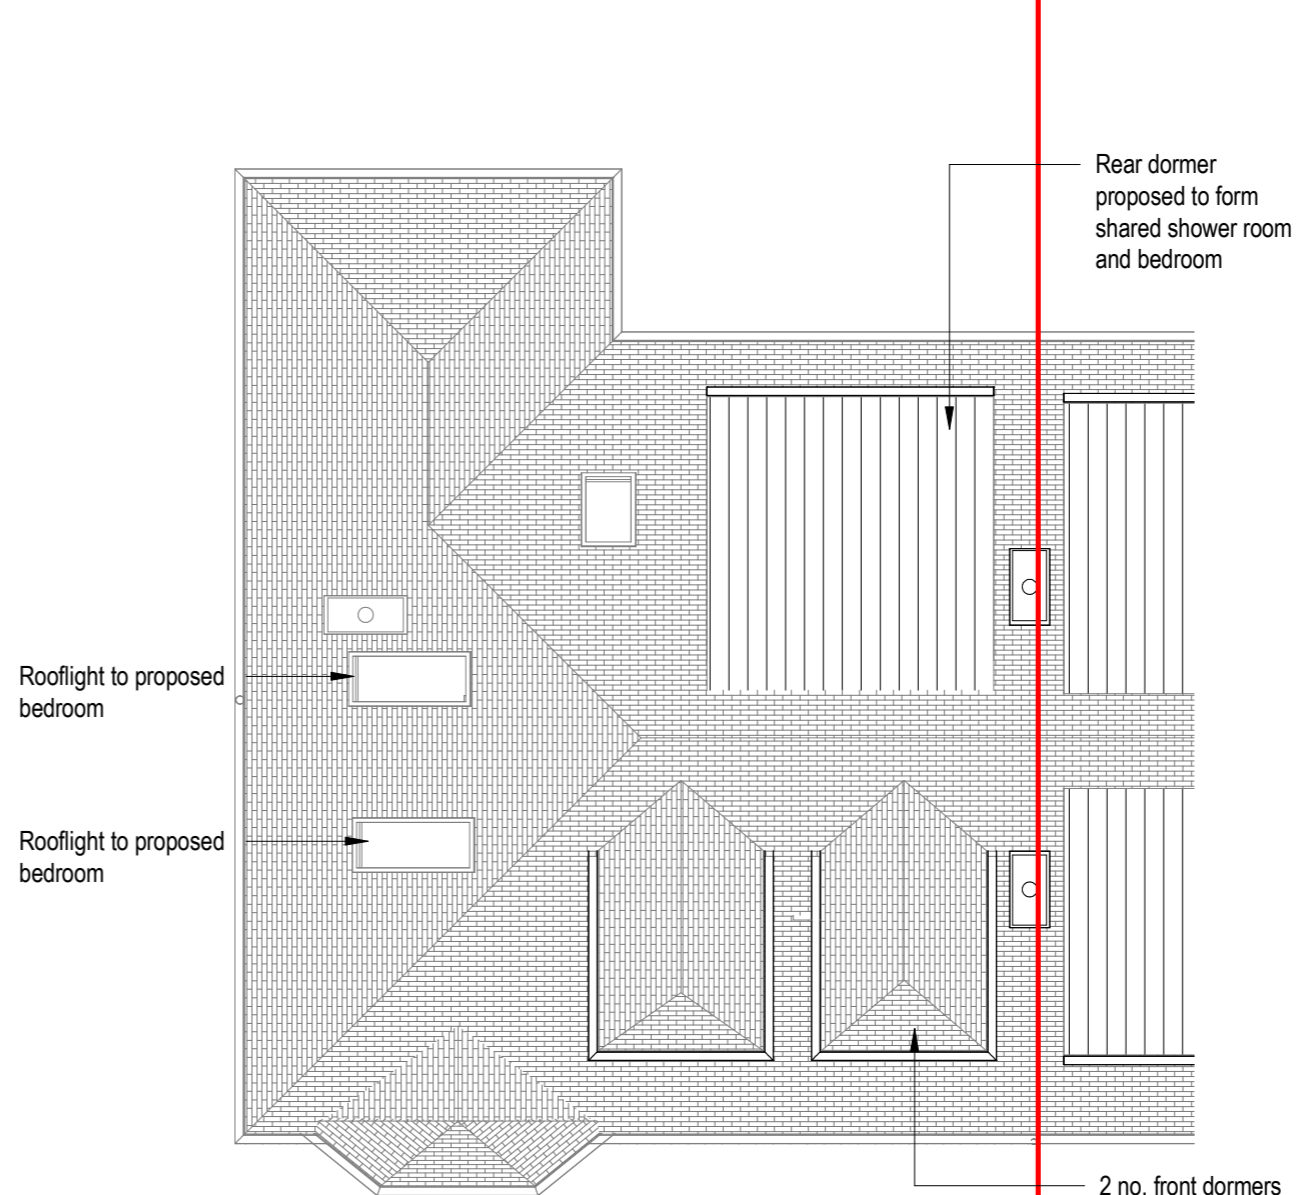 Rear dormer
proposed to form
shared shower room
and bedroom
Rooflight to proposed
bedroom
Rooflight to proposed
bedroom
2 no. front dormers